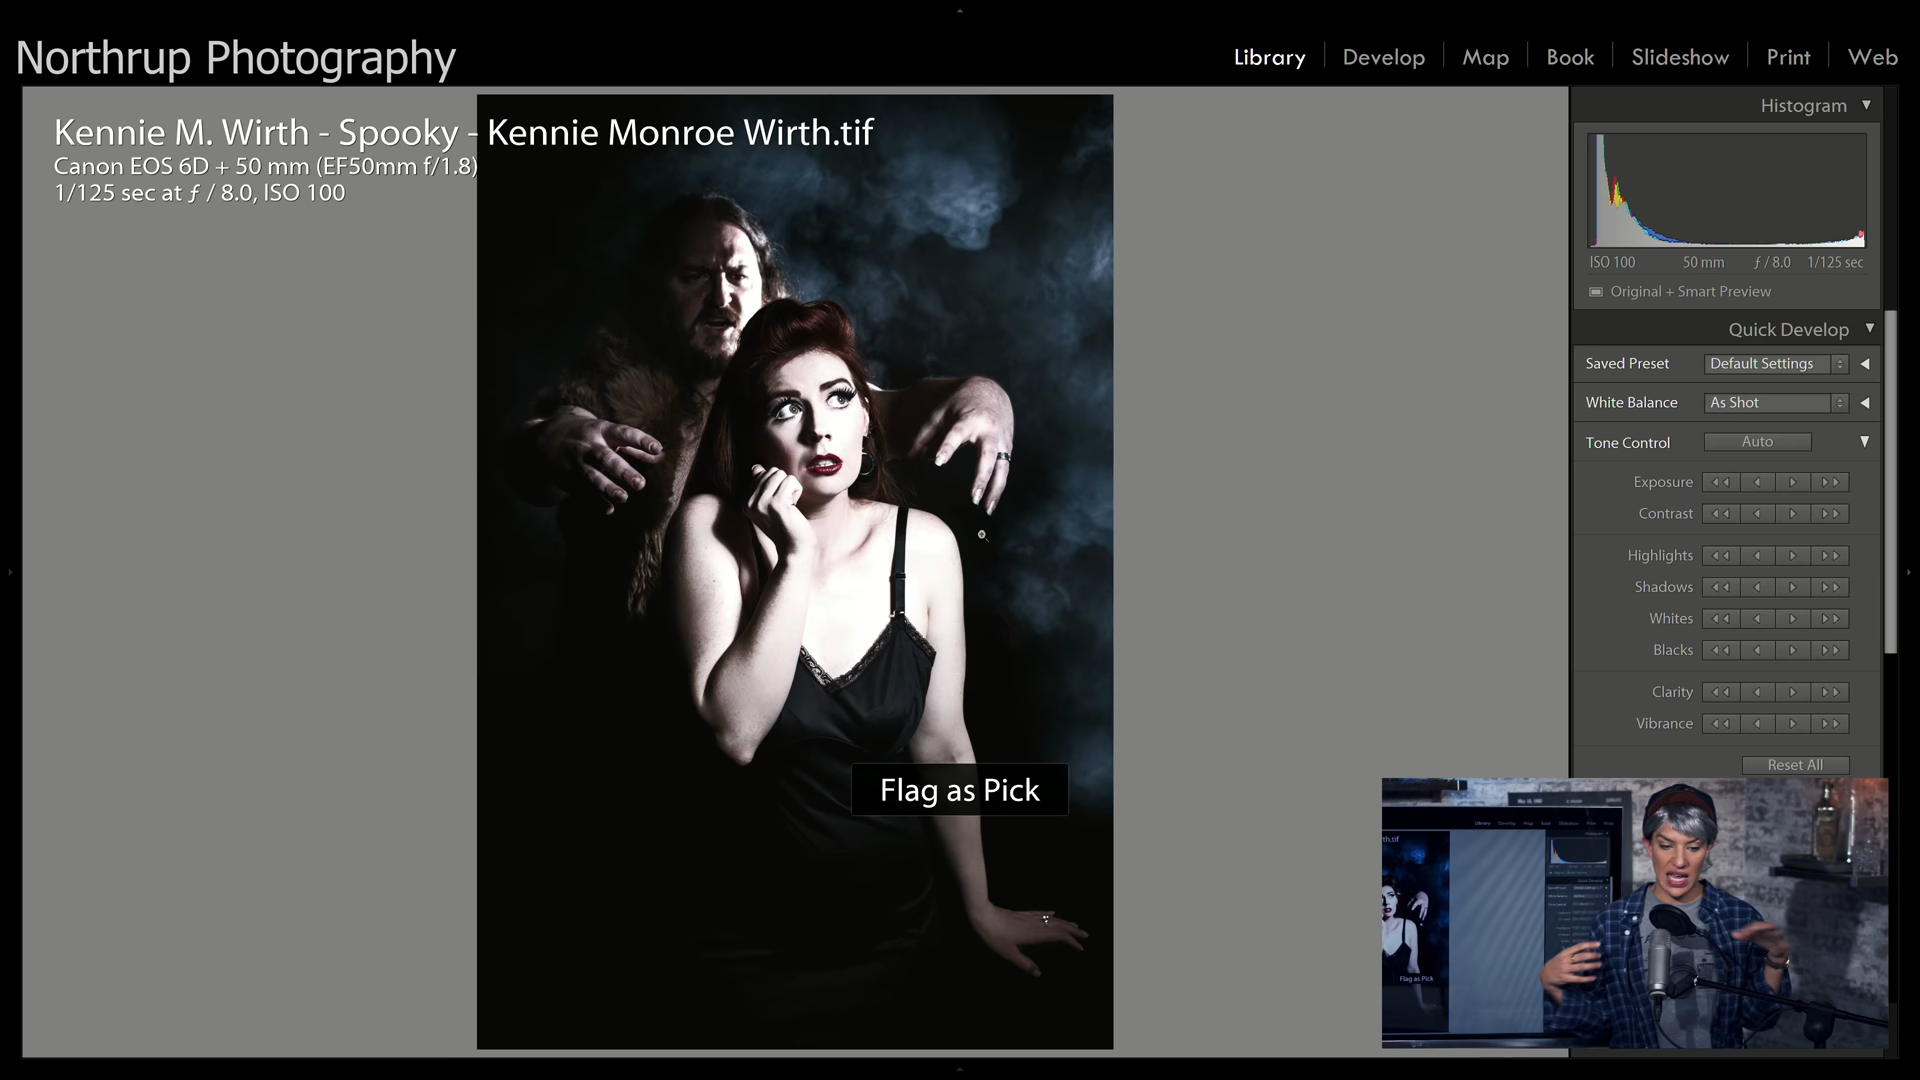 Northrup Photography
Library
Develop
Map
Book
Slideshow
Print
Web
Kennie M. Wirth - Spooky - Kennie Monroe Wirth.tif
Canon EOS 6D + 50 mm (EF50mm f/1.8)
1/125 sec at ƒ / 8.0, ISO 100
Histogram
ISO 100 50 mm ƒ / 8.0 1/125 sec
Original + Smart Preview
Quick Develop
Saved Preset Default Settings
White Balance As Shot
Tone Control Auto
Exposure
Contrast
Highlights
Shadows
Whites
Blacks
Clarity
Vibrance
Reset All
Flag as Pick
Flag as Pick